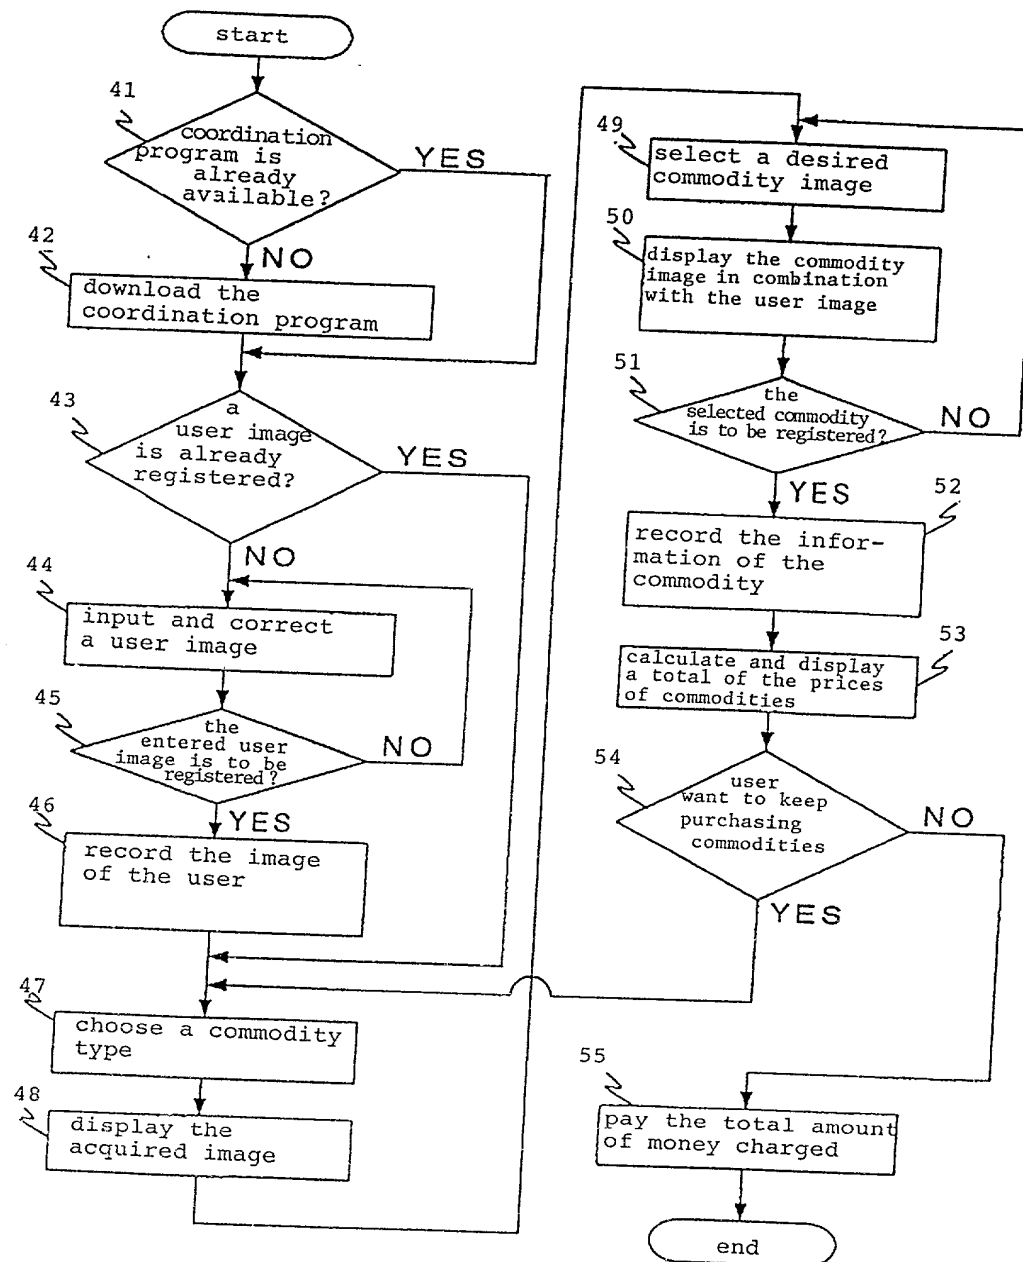 start
41
coordination
program is
already
available?
YES
NO
42
download the
coordination program
43
a
user image
is already
registered?
YES
NO
44
input and correct
a user image
45
the
entered user
image is to be
registered?
NO
YES
46
record the image
of the user
47
choose a commodity
type
48
display the
acquired image
49
select a desired
commodity image
50
display the commodity
image in combination
with the user image
51
the
selected commodity
is to be registered?
NO
YES
52
record the infor-
mation of the
commodity
53
calculate and display
a total of the prices
of commodities
54
user
want to keep
purchasing
commodities
NO
YES
55
pay the total amount
of money charged
end